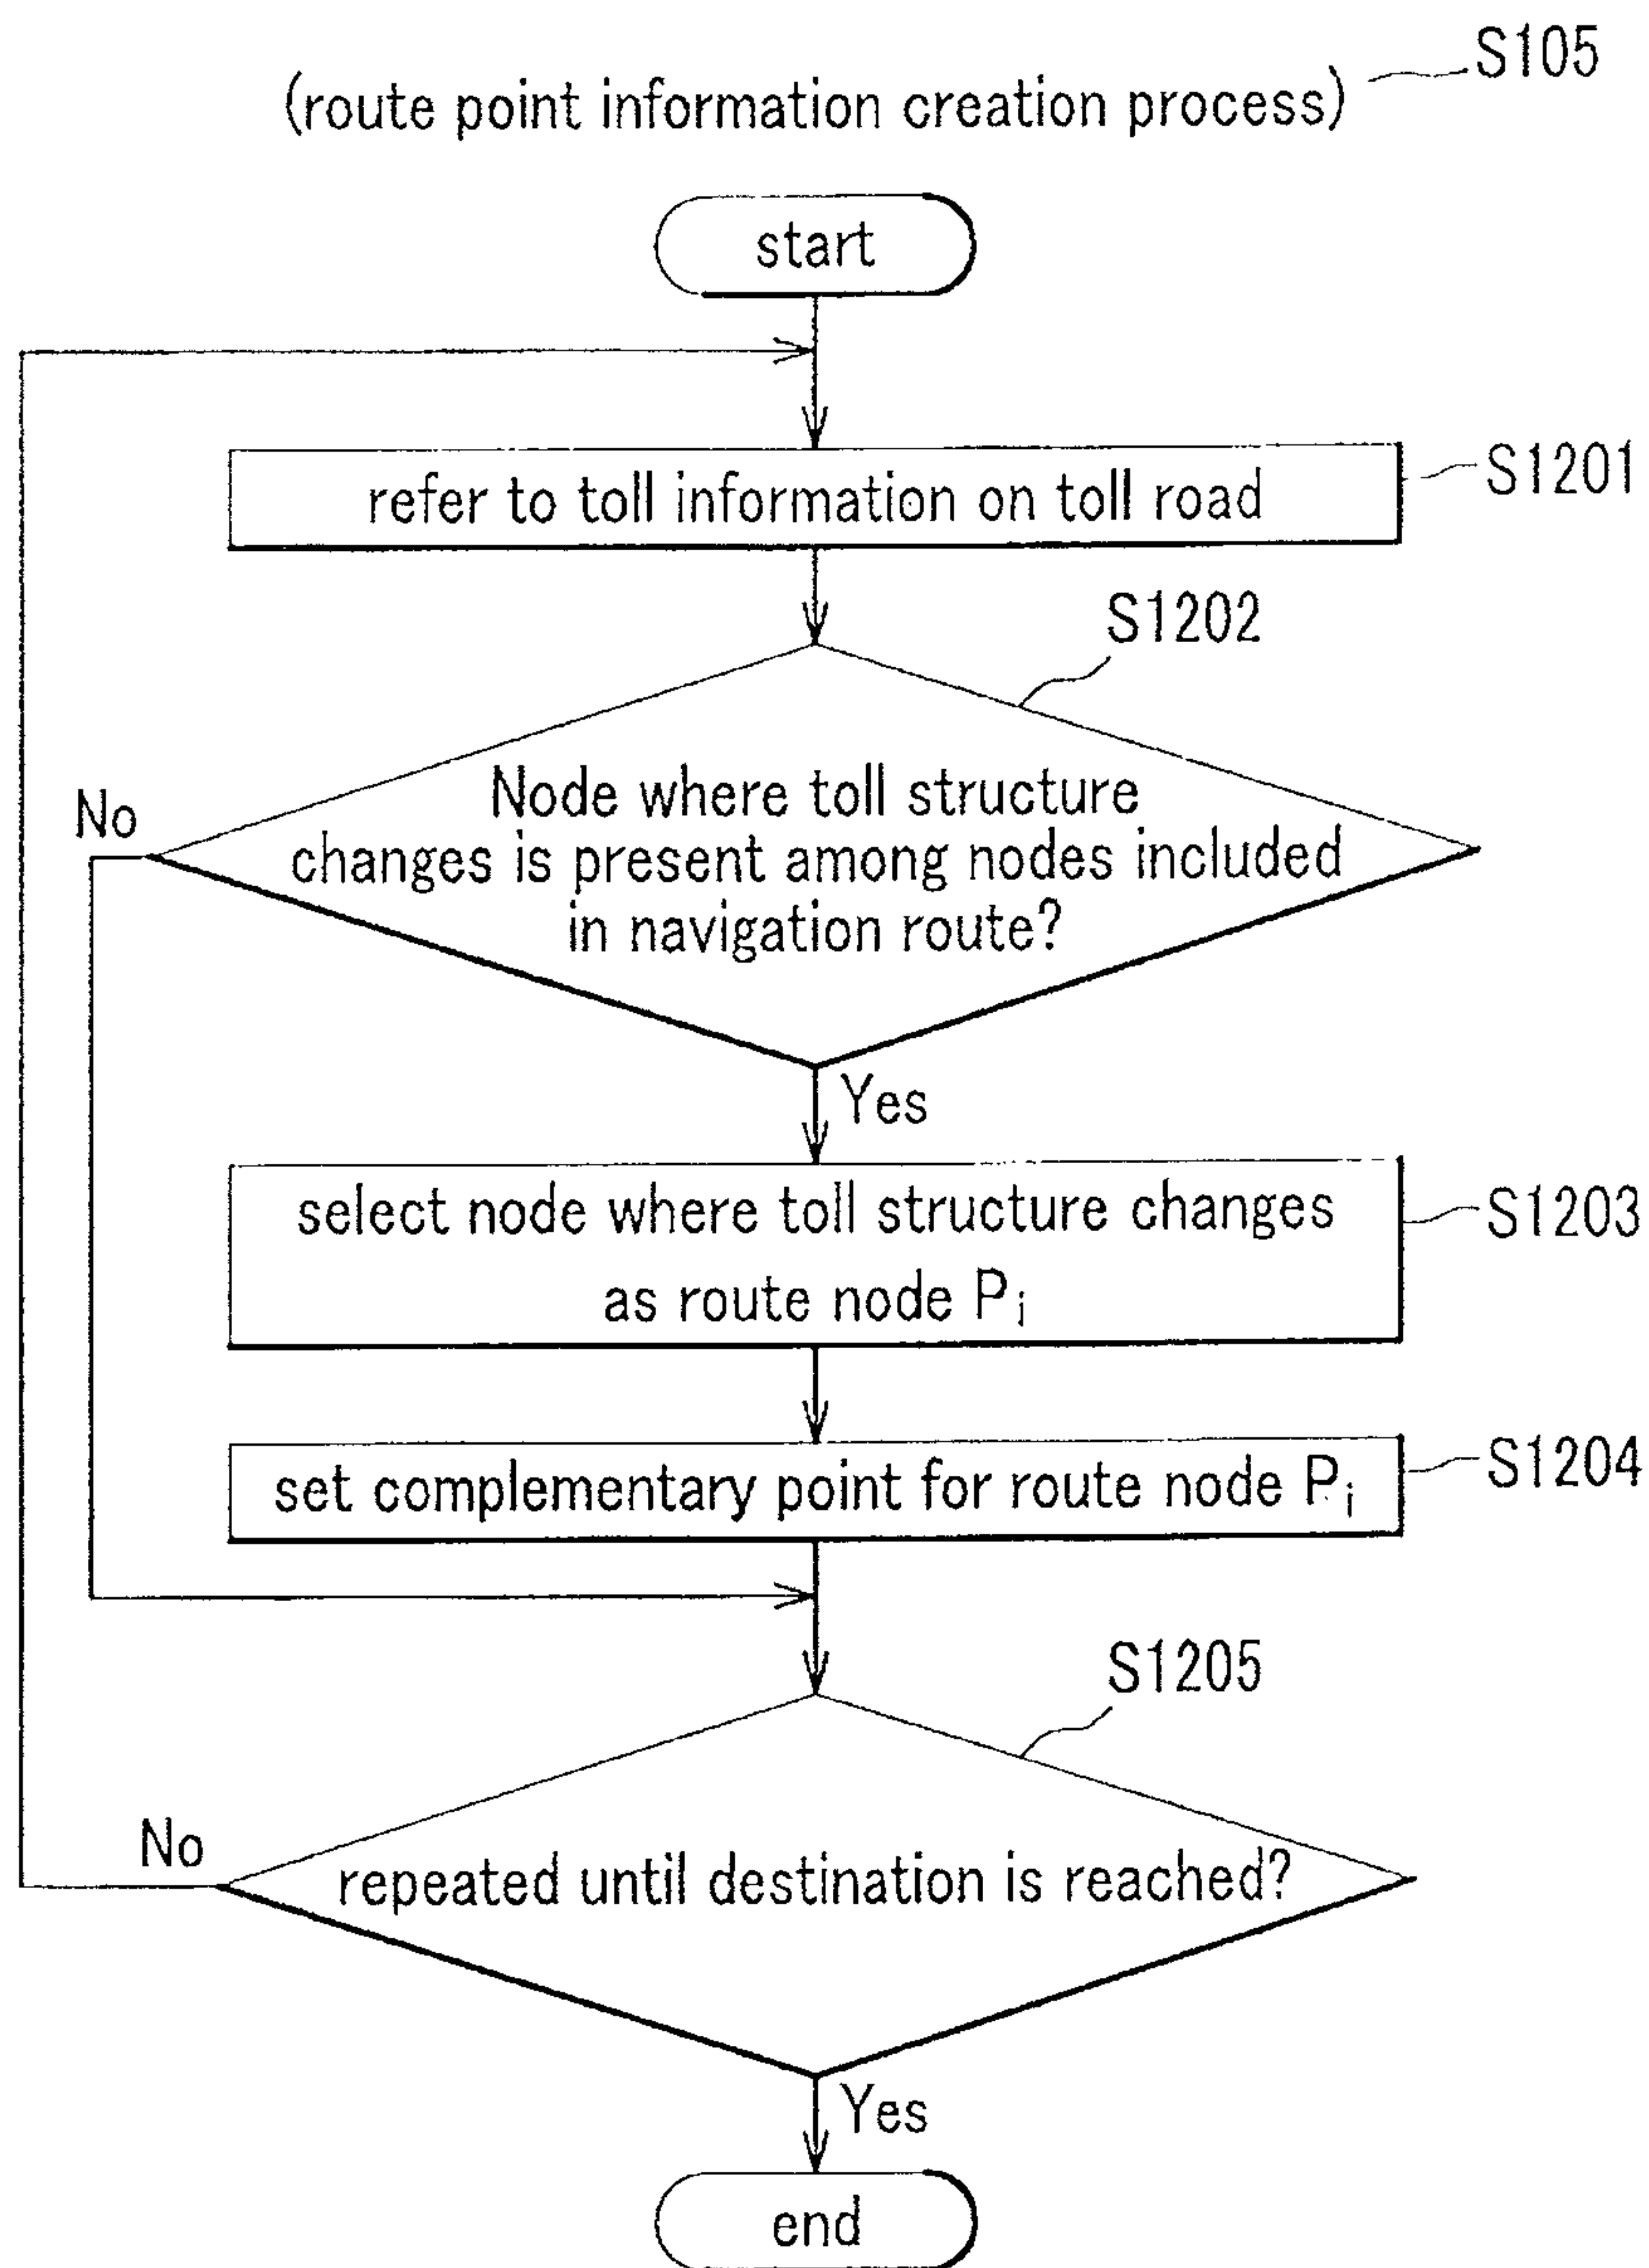 S105
(route point information creation process)
start
refer to toll information on toll road
S1201
S1202
Node where toll structure
changes is present among nodes included
in navigation route?
No
Yes
select node where toll structure changes
as route node Pi
S1203
set complementary point for route node Pi
S1204
S1205
No
repeated until destination is reached?
Yes
end